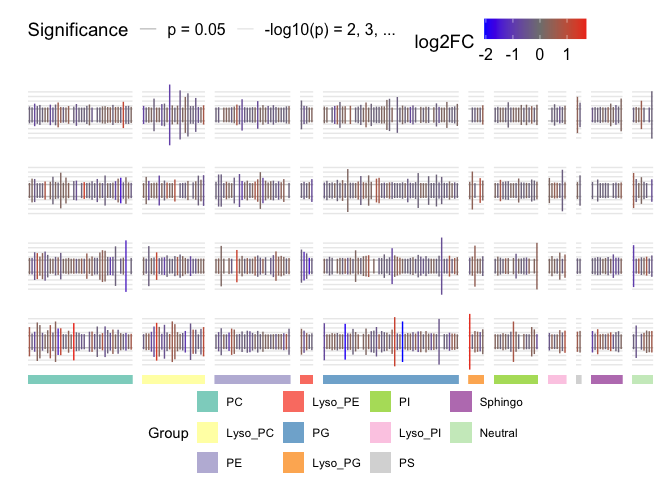 Significance p = 0.05 -log10(p) = 2, 3, ... log2FC
-2 -1 0 1
PC Lyso_PE PI Sphingo
Group Lyso_PC PG Lyso_PI Neutral
PE Lyso_PG PS